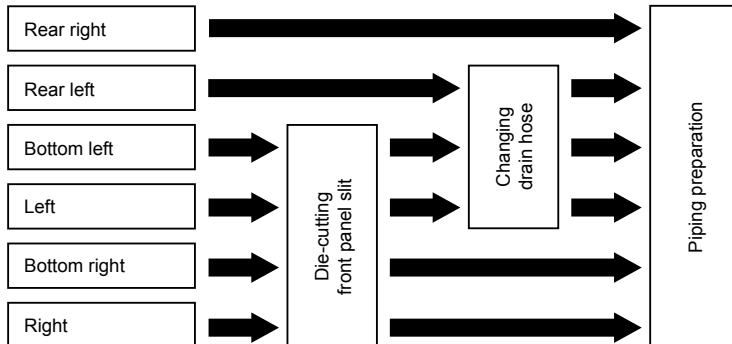 Rear right
Rear left
Bottom left
Left
Bottom right
Right
Die-cutting
front panel slit
Changing
drain hose
Piping preparation